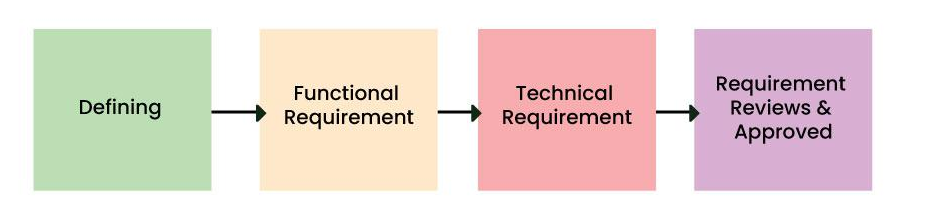 Defining
Functional
Requirement
Technical
Requirement
Requirement
Reviews &
Approved